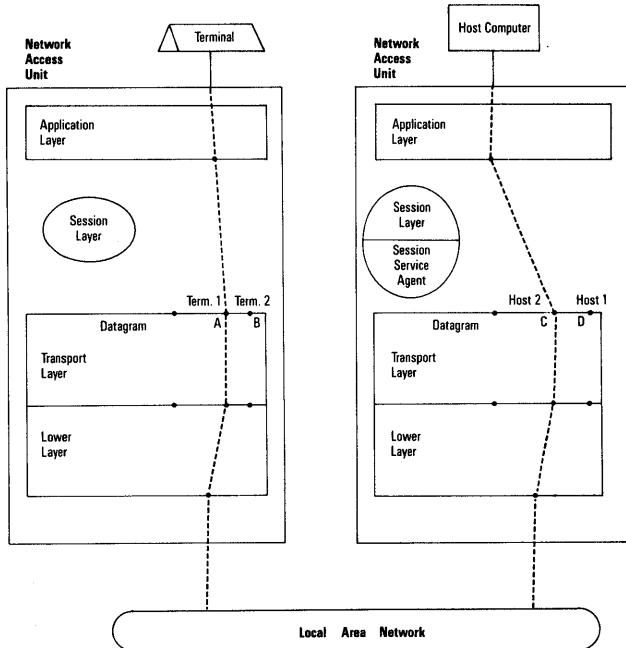 Network
Access
Unit
Terminal
Application
Layer
Session
Layer
Term. 1 Term. 2
Datagram A B
Transport
Layer
Lower
Layer
Network
Access
Unit
Host Computer
Application
Layer
Session
Layer
Session
Service
Agent
Host 2 Host 1
Datagram C D
Transport
Layer
Lower
Layer
Local Area Network